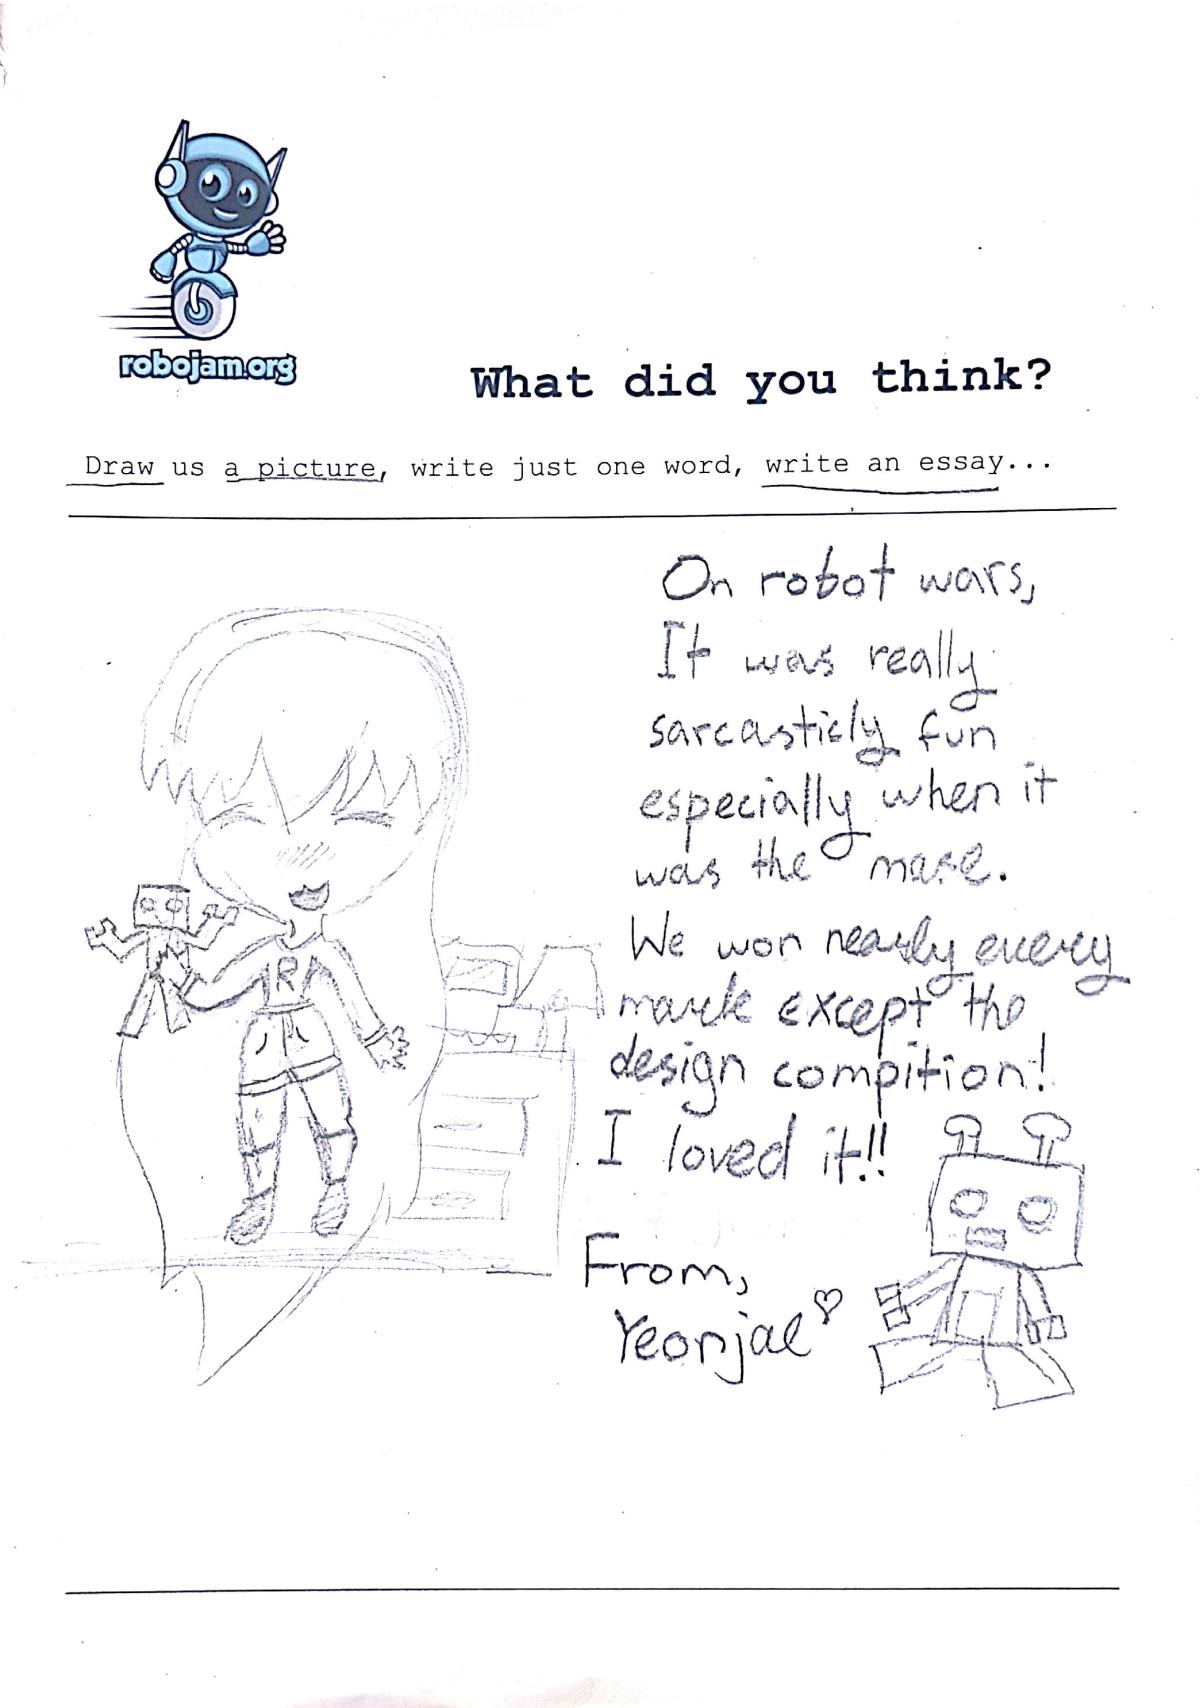 robojam.org
What did you think?
Draw us a picture, write just one word, write an essay...
On robot wars,
It was really
sarcasticly fun
especially when it
was the mase.
We won nearly every
mark except the
design compition!
I loved it!!
From,
Yeonjae♡
R